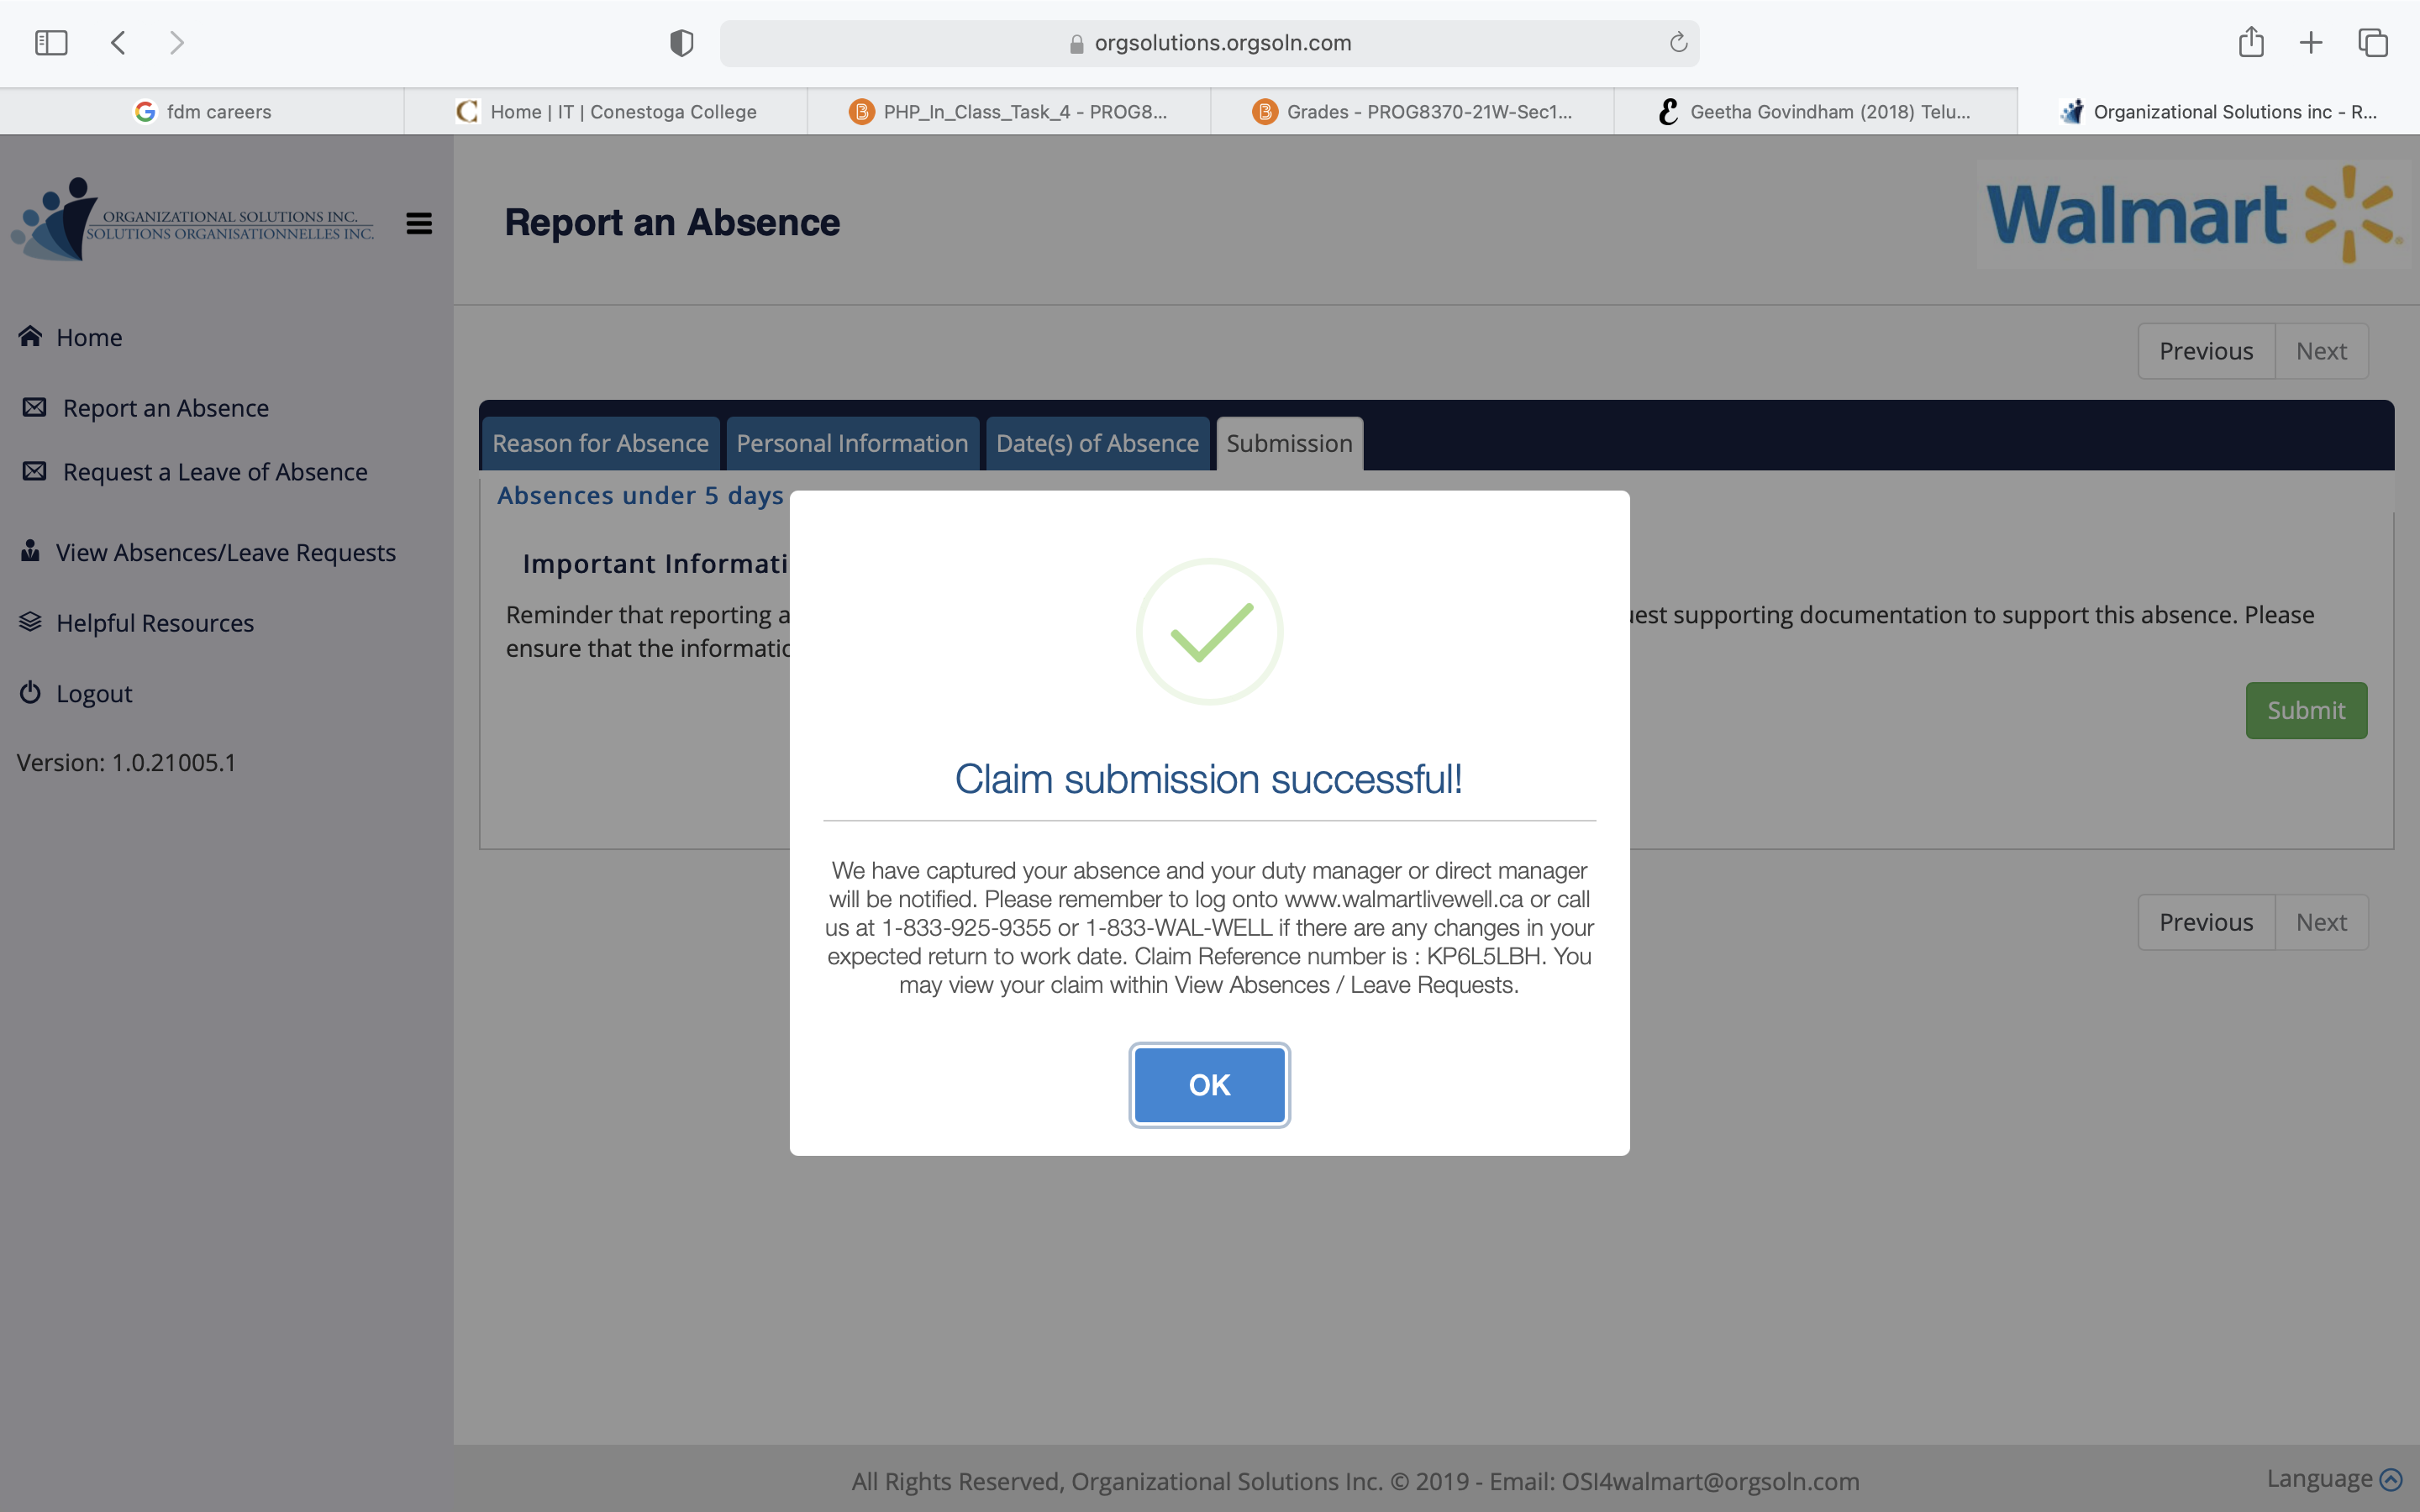 orgsolutions.orgsoln.com
fdm careers
Home | IT | Conestoga College
PHP_In_Class_Task_4 - PROG8...
Grades - PROG8370-21W-Sec1...
Geetha Govindham (2018) Telu...
Organizational Solutions inc - R...
ORGANIZATIONAL SOLUTIONS INC.
SOLUTIONS ORGANISATIONNELLES INC.
Report an Absence
Walmart
Home
Report an Absence
Request a Leave of Absence
View Absences/Leave Requests
Helpful Resources
Logout
Version: 1.0.21005.1
Previous
Next
Reason for Absence
Personal Information
Date(s) of Absence
Submission
Absences under 5 days
Important Informati
Reminder that reporting a
est supporting documentation to support this absence. Please
ensure that the informatio
Submit
Claim submission successful!
We have captured your absence and your duty manager or direct manager
will be notified. Please remember to log onto www.walmartlivewell.ca or call
us at 1-833-925-9355 or 1-833-WAL-WELL if there are any changes in your
expected return to work date. Claim Reference number is : KP6L5LBH. You
may view your claim within View Absences / Leave Requests.
OK
Previous
Next
All Rights Reserved, Organizational Solutions Inc. © 2019 - Email: OSI4walmart@orgsoln.com
Language